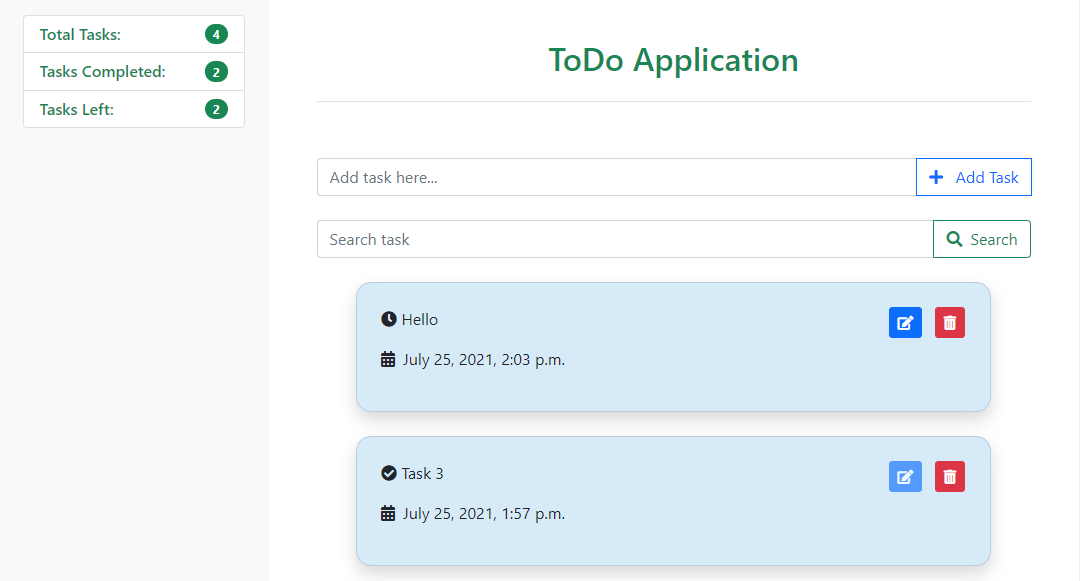 Total Tasks: 4
Tasks Completed: 2
Tasks Left: 2
ToDo Application
Add task here... Add Task
Search task Search
Hello
July 25, 2021, 2:03 p.m.
Task 3
July 25, 2021, 1:57 p.m.